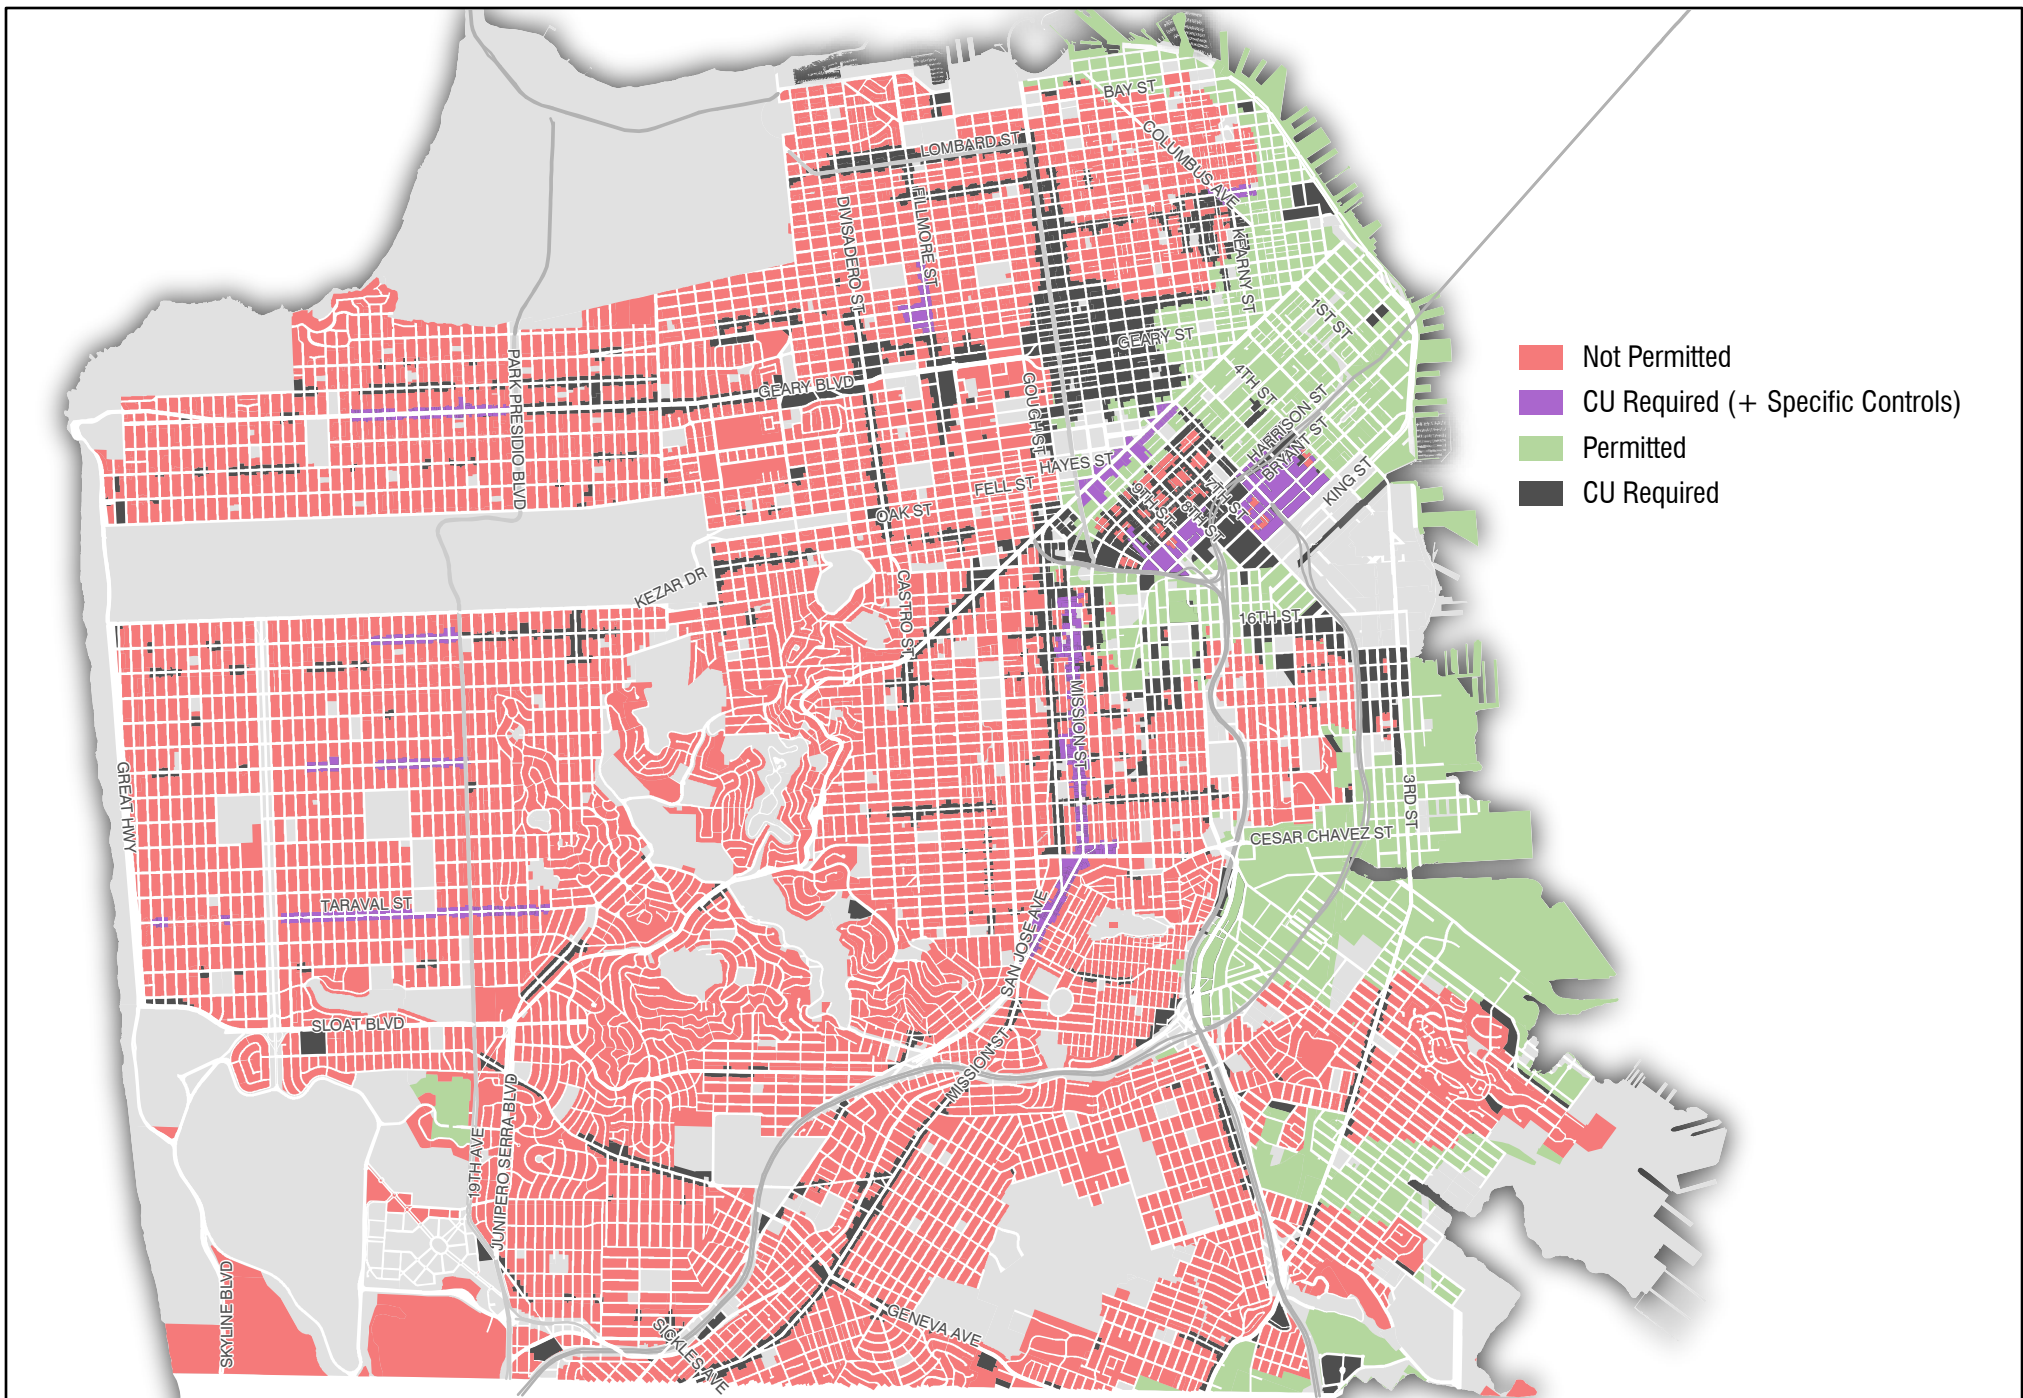 BAY ST
COLUMBUS AVE
LOMBARD ST
DIVISADERO ST
FILLMORE ST
KEARNY ST
1ST ST
GEARY ST
PARK PRESIDIO BLVD
GEARY BLVD
GOUGH ST
4TH ST
HARRISON ST
BRYANT ST
KING ST
HAYES ST
FELL ST
9TH ST
8TH ST
7TH ST
OAK ST
KEZAR DR
CASTRO ST
16TH ST
MISSION ST
GREAT HWY
3RD ST
CESAR CHAVEZ ST
TARAVAL ST
SAN JOSE AVE
SLOAT BLVD
MISSION ST
19TH AVE
JUNIPERO SERRA BLVD
SKYLINE BLVD
SICKLES AVE
GENEVA AVE
Not Permitted
CU Required (+ Specific Controls)
Permitted
CU Required